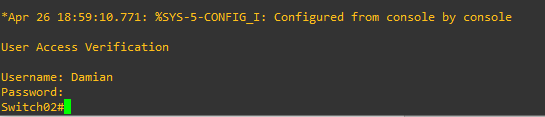 *Apr 26 18:59:10.771: %SYS-5-CONFIG_I: Configured from console by console
User Access Verification
Username: Damian
Password:
Switch02#